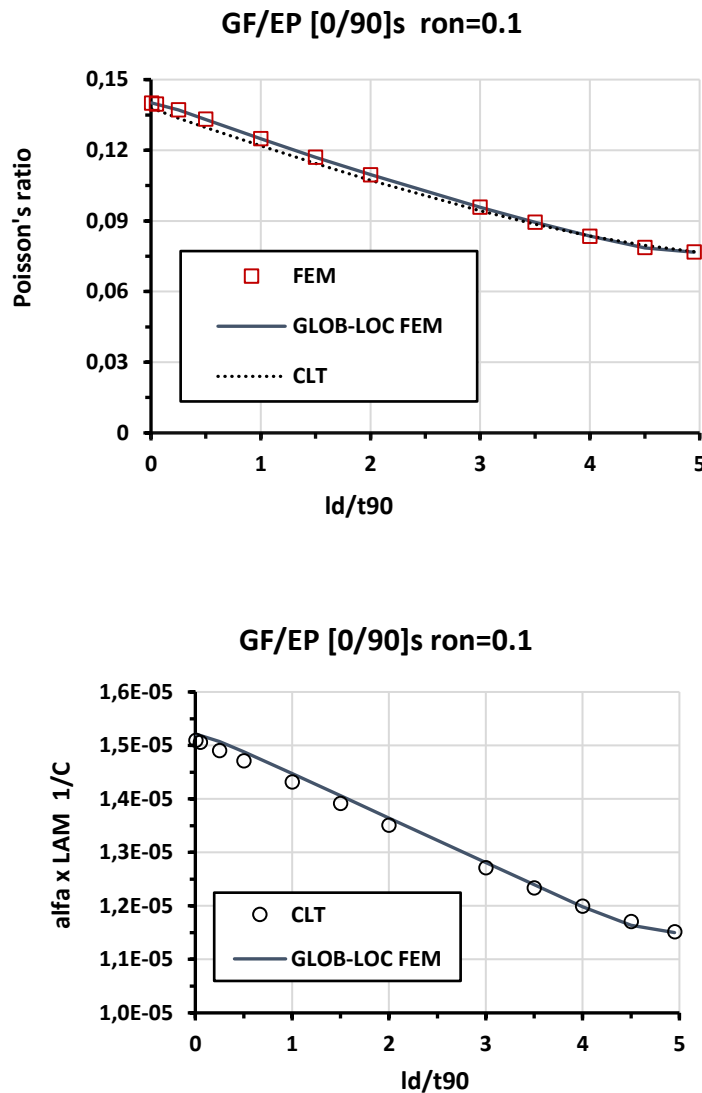 GF/EP [0/90]s ron=0.1
0,15
0,12
0,09
0,06
0,03
0
Poisson's ratio
FEM
GLOB-LOC FEM
CLT
0 1 2 3 4 5
ld/t90
GF/EP [0/90]s ron=0.1
1,6E-05
1,5E-05
1,4E-05
1,3E-05
1,2E-05
1,1E-05
1,0E-05
alfa x LAM 1/C
CLT
GLOB-LOC FEM
0 1 2 3 4 5
ld/t90